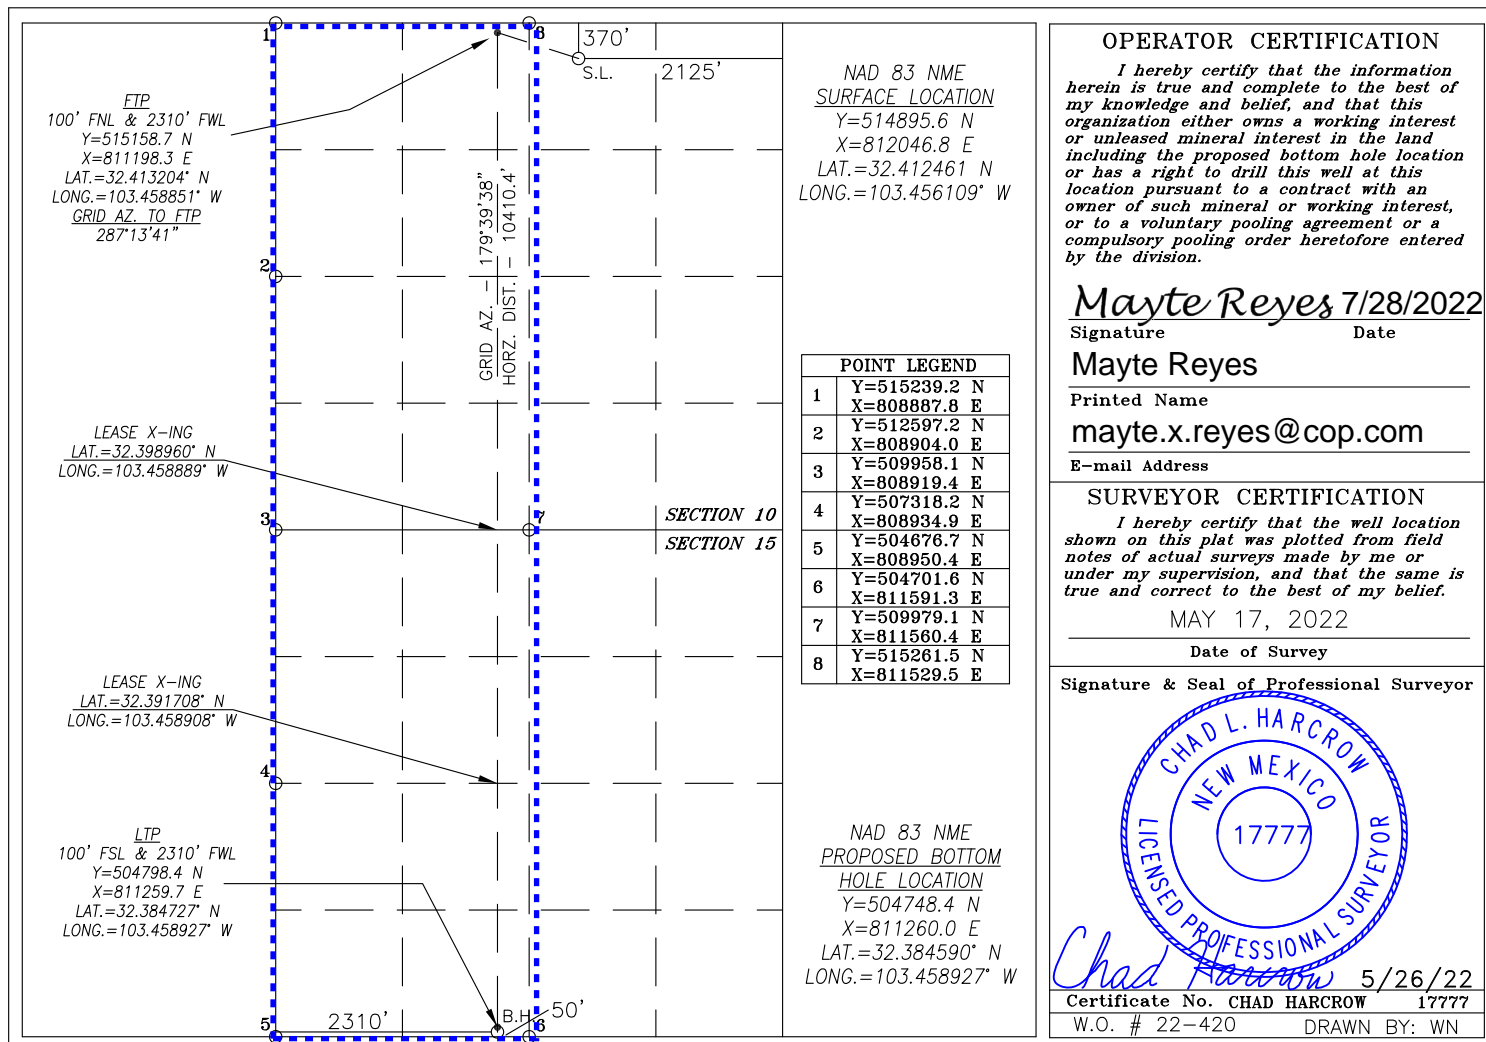 1
8
370'
S.L.
2125'
FTP
100' FNL & 2310' FWL
Y=515158.7 N
X=811198.3 E
LAT.=32.413204° N
LONG.=103.458851° W
GRID AZ. TO FTP
287°13'41"
2
GRID AZ. – 179°39'38"
HORZ. DIST. – 10410.4'
LEASE X-ING
LAT.=32.398960° N
LONG.=103.458889° W
3
7
SECTION 10
SECTION 15
LEASE X-ING
LAT.=32.391708° N
LONG.=103.458908° W
4
LTP
100' FSL & 2310' FWL
Y=504798.4 N
X=811259.7 E
LAT.=32.384727° N
LONG.=103.458927° W
5
2310'
B.H.
50'
6
NAD 83 NME
SURFACE LOCATION
Y=514895.6 N
X=812046.8 E
LAT.=32.412461 N
LONG.=103.456109° W
POINT LEGEND
1 Y=515239.2 N
X=808887.8 E
2 Y=512597.2 N
X=808904.0 E
3 Y=509958.1 N
X=808919.4 E
4 Y=507318.2 N
X=808934.9 E
5 Y=504676.7 N
X=808950.4 E
6 Y=504701.6 N
X=811591.3 E
7 Y=509979.1 N
X=811560.4 E
8 Y=515261.5 N
X=811529.5 E
NAD 83 NME
PROPOSED BOTTOM
HOLE LOCATION
Y=504748.4 N
X=811260.0 E
LAT.=32.384590° N
LONG.=103.458927° W
OPERATOR CERTIFICATION
I hereby certify that the information
herein is true and complete to the best of
my knowledge and belief, and that this
organization either owns a working interest
or unleased mineral interest in the land
including the proposed bottom hole location
or has a right to drill this well at this
location pursuant to a contract with an
owner of such mineral or working interest,
or to a voluntary pooling agreement or a
compulsory pooling order heretofore entered
by the division.
Mayte Reyes 7/28/2022
Signature Date
Mayte Reyes
Printed Name
mayte.x.reyes@cop.com
E-mail Address
SURVEYOR CERTIFICATION
I hereby certify that the well location
shown on this plat was plotted from field
notes of actual surveys made by me or
under my supervision, and that the same is
true and correct to the best of my belief.
MAY 17, 2022
Date of Survey
Signature & Seal of Professional Surveyor
CHAD L. HARCROW
NEW MEXICO
17777
LICENSED PROFESSIONAL SURVEYOR
Chad Harcrow 5/26/22
Certificate No. CHAD HARCROW 17777
W.O. # 22-420 DRAWN BY: WN